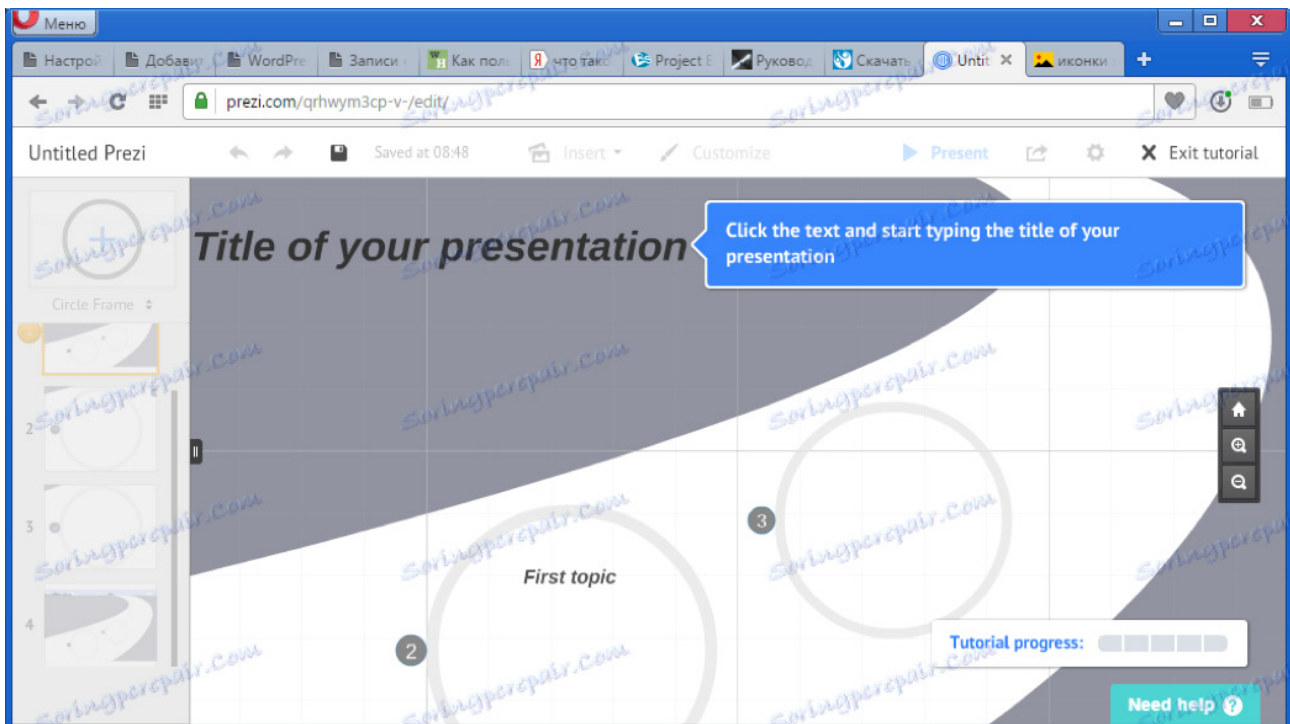 Меню
Настрой
Добавит
WordPre
Записи
Как поль
что тако
Project E
Руковод
Скачать
Untit
иконки
prezi.com/qrhwym3cp-v-/edit/
Untitled Prezi
Saved at 08:48
Insert
Customize
Present
Exit tutorial
Title of your presentation
Click the text and start typing the title of your
presentation
Circle Frame
1
2
3
4
3
First topic
2
Tutorial progress:
Need help ?
Soringpcrepair.Com